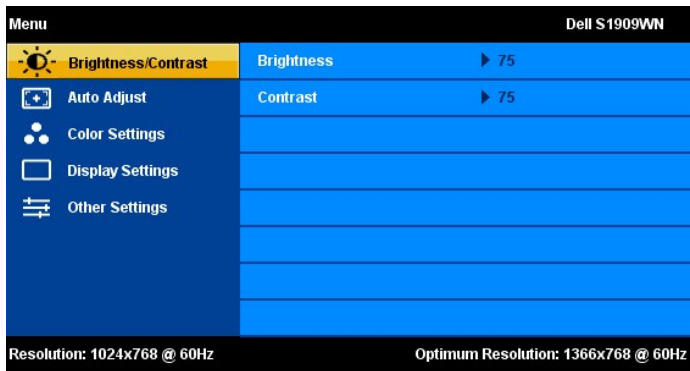 Menu Dell S1909WN
Brightness/Contrast Brightness 75
Auto Adjust Contrast 75
Color Settings
Display Settings
Other Settings
Resolution: 1024x768 @ 60Hz Optimum Resolution: 1366x768 @ 60Hz